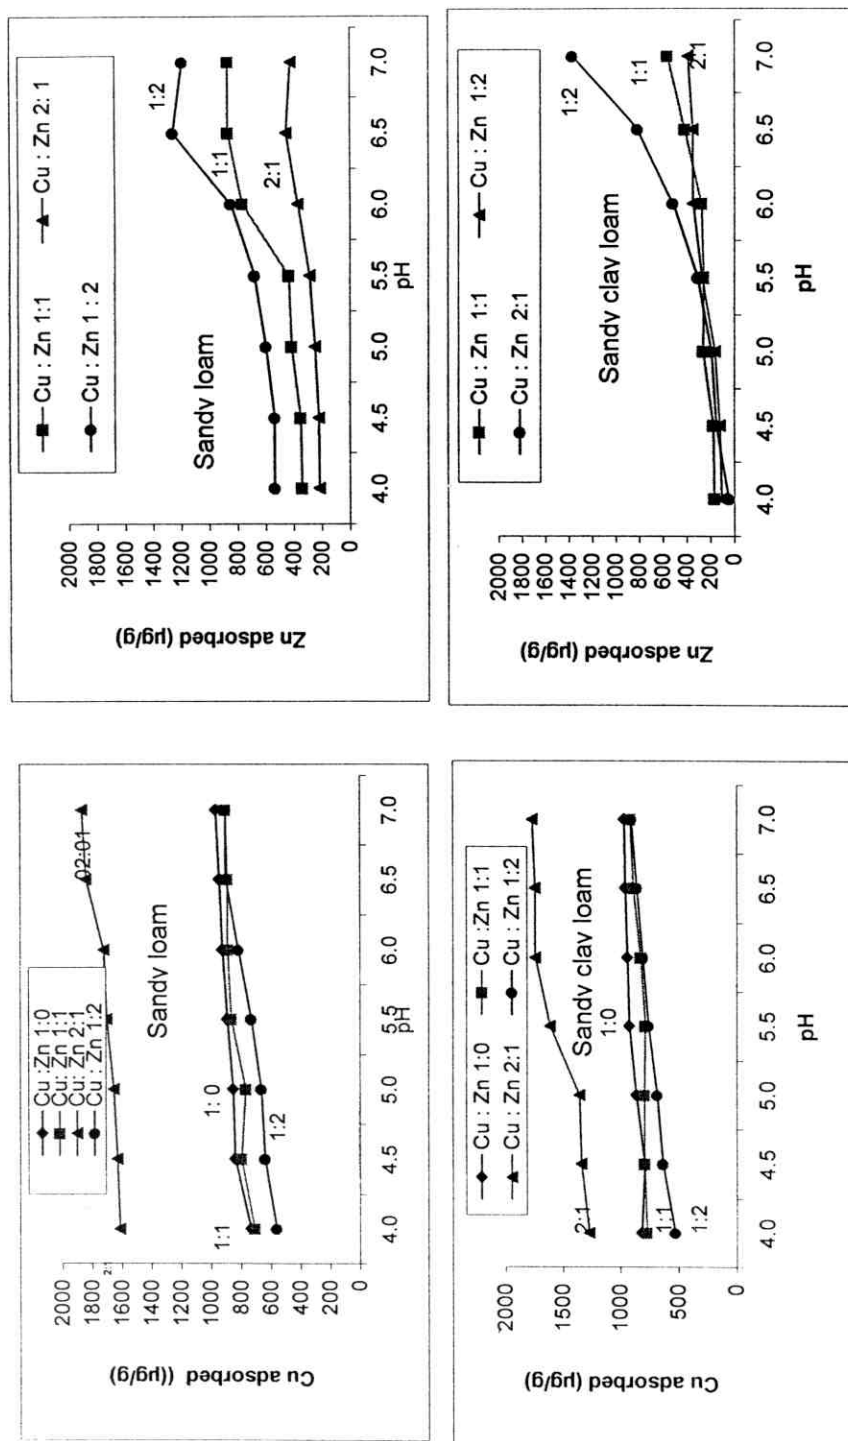 Cu : Zn 1:0
Cu: Zn 1:1
Cu: Zn 2:1
Cu : Zn 1:2
02:01
Sandy loam
1: 0
1:1
1:2
2:1
2000
1800
1600
1400
1200
1000
800
600
400
200
0
4.0 4.5 5.0 5.5 6.0 6.5 7.0
pH
Cu adsorbed ((µg/g)
Cu : Zn 1:1
Cu : Zn 2: 1
Cu : Zn 1 : 2
Sandy loam
1:2
1:1
2:1
2000
1800
1600
1400
1200
1000
800
600
400
200
0
4.0 4.5 5.0 5.5 6.0 6.5 7.0
pH
Zn adsorbed (µg/g)
Cu : Zn 1:0
Cu :Zn 1:1
Cu : Zn 2:1
Cu : Zn 1:2
Sandy clay loam
2:1
1:0
1:1
1:2
2000
1500
1000
500
0
4.0 4.5 5.0 5.5 6.0 6.5 7.0
pH
Cu adsorbed (µg/g)
Cu : Zn 1:1
Cu : Zn 1:2
Cu : Zn 2:1
Sandy clay loam
1:2
1:1
2:1
2000
1800
1600
1400
1200
1000
800
600
400
200
0
4.0 4.5 5.0 5.5 6.0 6.5 7.0
pH
Zn adsorbed (µg/g)